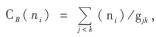 C_B(n_i) = ∑_{j<k} (n_i)/g_{jk},